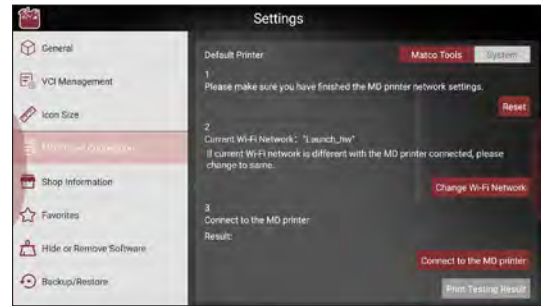 Settings
General
VCI Management
Icon Size
Shop Information
Favorites
Hide or Remove Software
Backup/Restore
Default Printer
Matco Tools
System
1
Please make sure you have finished the MD printer network settings.
Reset
2
Current Wi-Fi Network: "Launch_hw"
If current Wi-Fi network is different with the MD printer connected, please
change to same.
Change Wi-Fi Network
3
Connect to the MD printer
Result:
Connect to the MD printer
Print Testing Result